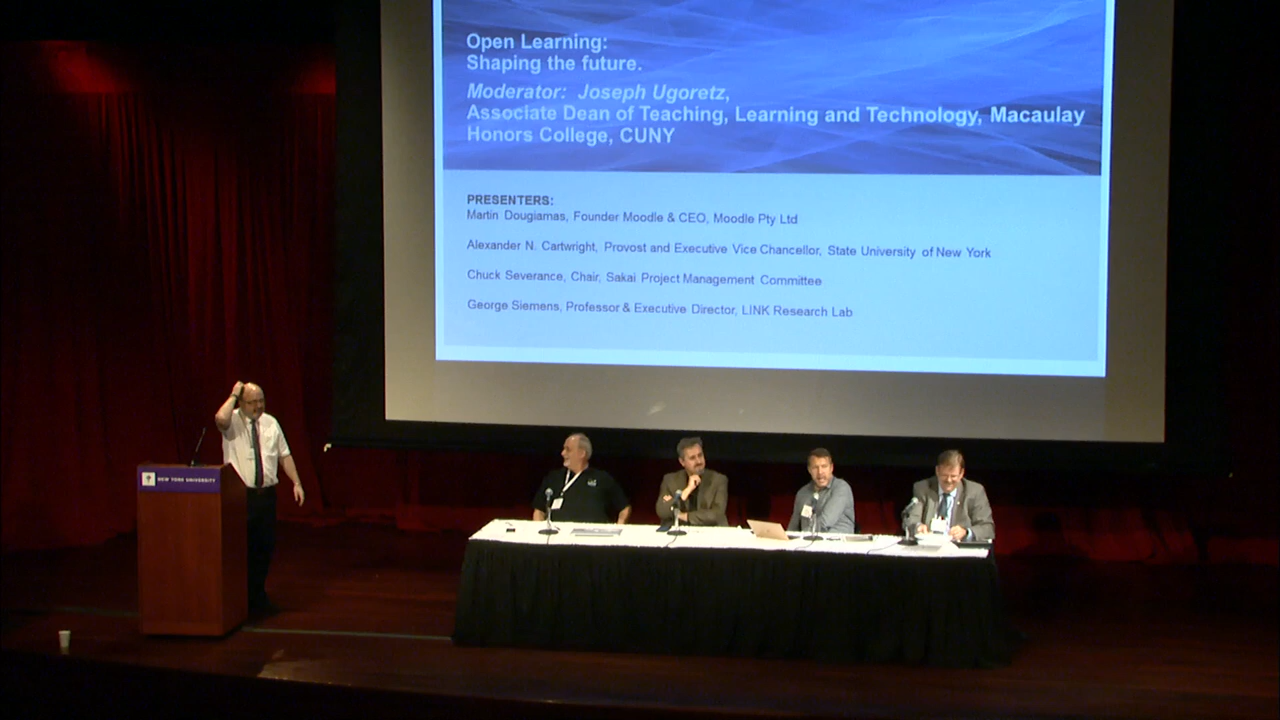 Open Learning:
Shaping the future.
Moderator: Joseph Ugoretz,
Associate Dean of Teaching, Learning and Technology, Macaulay
Honors College, CUNY
PRESENTERS:
Martin Dougiamas, Founder Moodle & CEO, Moodle Pty Ltd
Alexander N. Cartwright, Provost and Executive Vice Chancellor, State University of New York
Chuck Severance, Chair, Sakai Project Management Committee
George Siemens, Professor & Executive Director, LINK Research Lab
NEW YORK UNIVERSITY